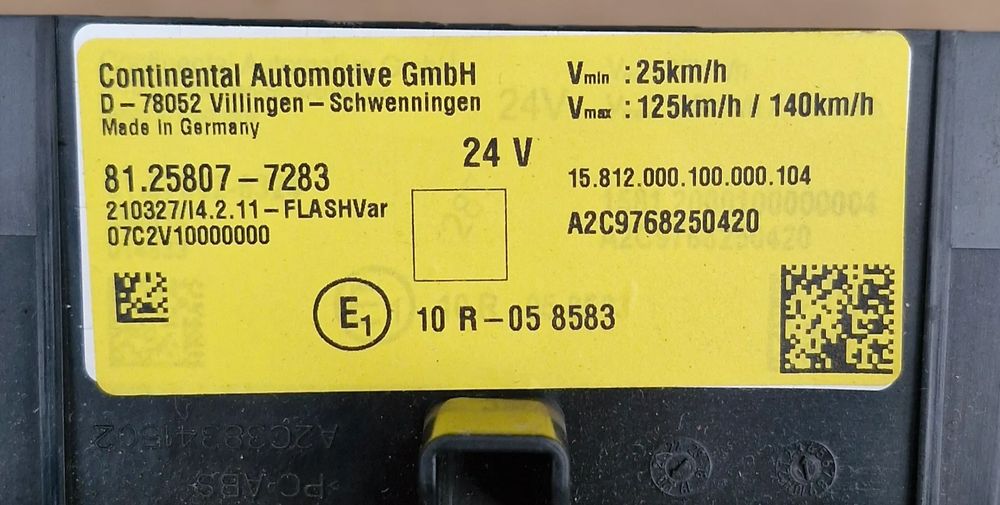 Continental Automotive GmbH
D-78052 Villingen-Schwenningen
Made In Germany
Vmin : 25km/h
Vmax : 125km/h / 140km/h
24 V
81.25807-7283
210327/I4.2.11-FLASHVar
07C2V10000000
15.812.000.100.000.104
A2C9768250420
E1
10 R-05 8583
>PC-ABS